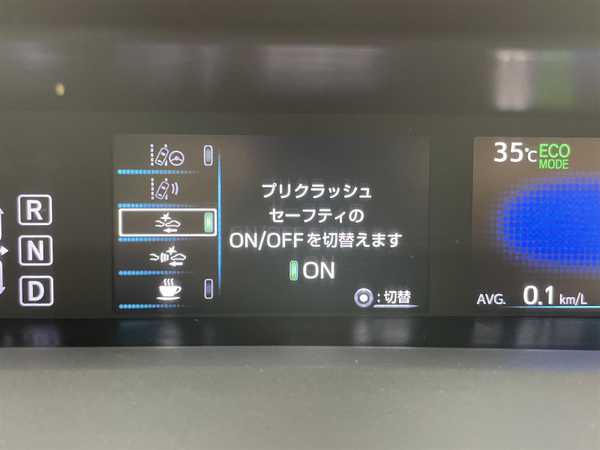 R
N
D
プリクラッシュ
セーフティの
ON/OFFを切替えます
ON
:切替
35℃
ECO
MODE
AVG. 0.1 km/L